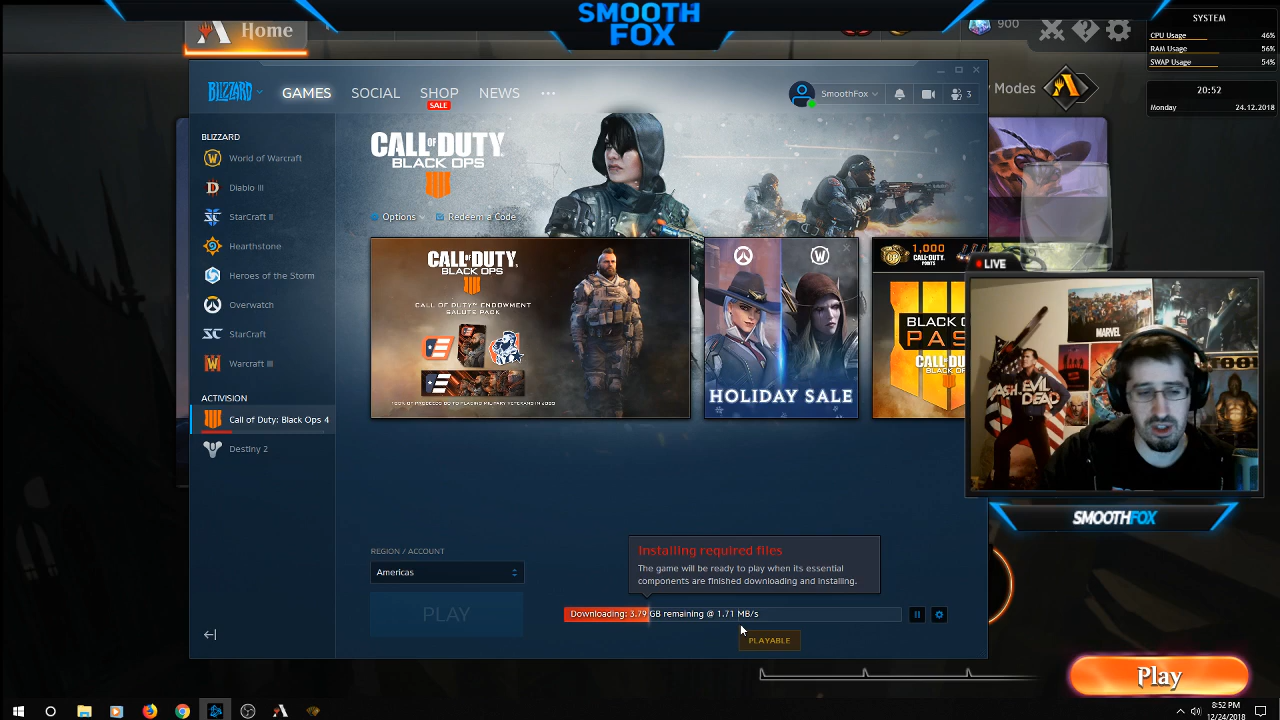 SMOOTH
FOX
Home
900
SYSTEM
CPU Usage 46%
RAM Usage 56%
SWAP Usage 54%
20:52
Monday 24.12.2018
Modes
BLIZZARD
GAMES
SOCIAL
SHOP
SALE
NEWS
SmoothFox
3
BLIZZARD
World of Warcraft
Diablo III
StarCraft II
Hearthstone
Heroes of the Storm
Overwatch
StarCraft
Warcraft III
ACTIVISION
Call of Duty: Black Ops 4
Destiny 2
CALL OF DUTY
BLACK OPS
Options
Redeem a Code
CALL OF DUTY
BLACK OPS
CALL OF DUTY ENDOWMENT
SALUTE PACK
HOLIDAY SALE
1,000
CALL OF DUTY
POINTS
BLACK O
PAS
CALL OF DU
BLACK OP
LIVE
MARVEL
ASH EVIL
DEAD
SMOOTHFOX
REGION / ACCOUNT
Americas
PLAY
Installing required files
The game will be ready to play when its essential
components are finished downloading and installing.
Downloading: 3.79 GB remaining @ 1.71 MB/s
PLAYABLE
Play
8:52 PM
12/24/2018